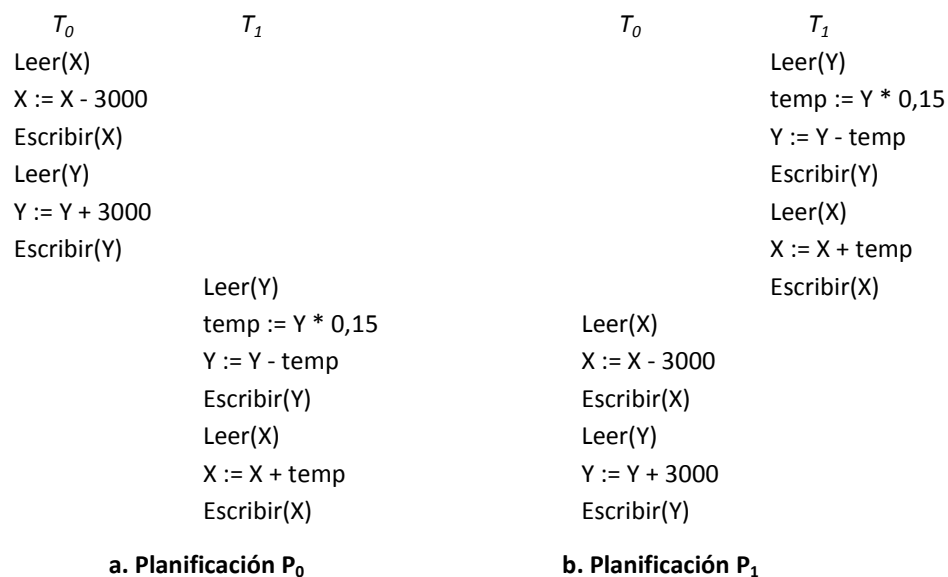 T0 T1 T0 T1
Leer(X) Leer(Y)
X := X - 3000 temp := Y * 0,15
Escribir(X) Y := Y - temp
Leer(Y) Escribir(Y)
Y := Y + 3000 Leer(X)
Escribir(Y) X := X + temp
Leer(Y) Escribir(X)
temp := Y * 0,15 Leer(X)
Y := Y - temp X := X - 3000
Escribir(Y) Escribir(X)
Leer(X) Leer(Y)
X := X + temp Y := Y + 3000
Escribir(X) Escribir(Y)
a. Planificación P0 b. Planificación P1